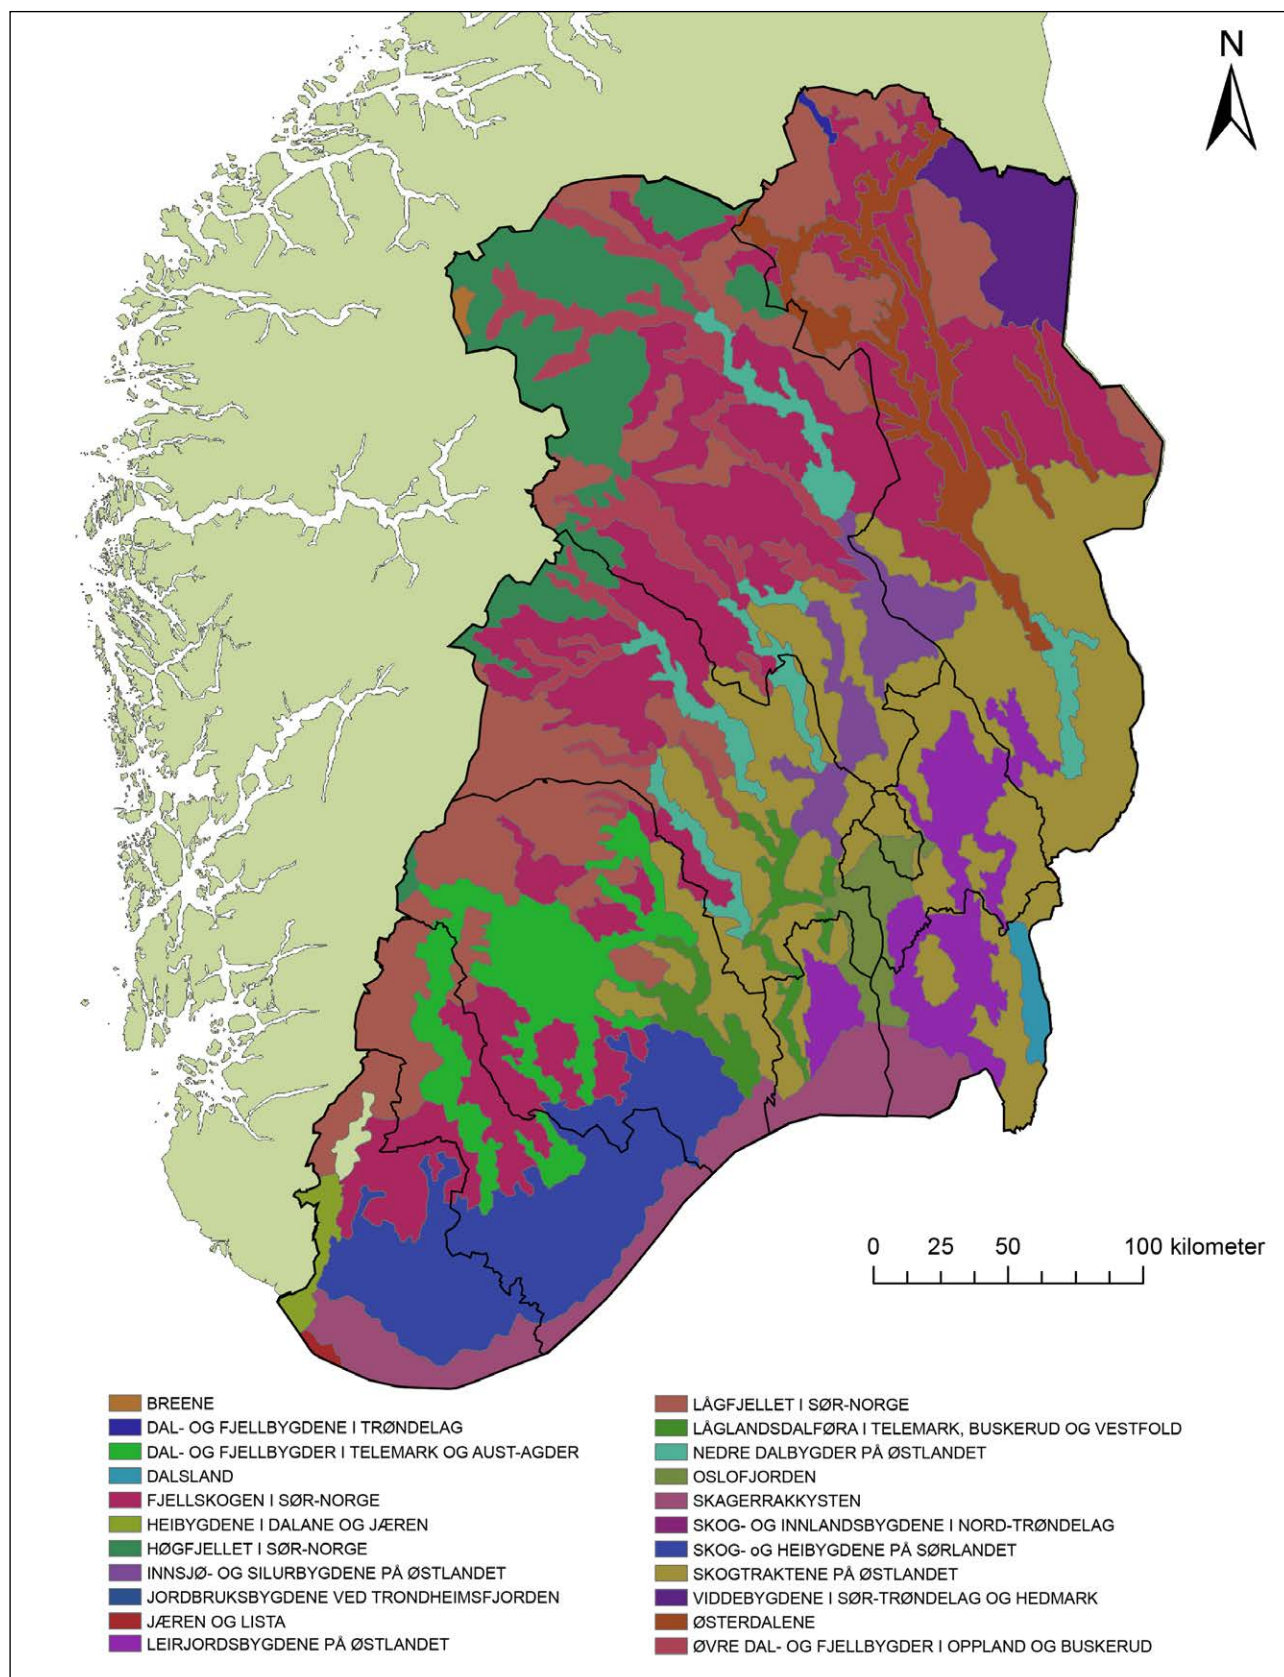 N
0 25 50 100 kilometer
BREENE
DAL- OG FJELLBYGDENE I TRØNDELAG
DAL- OG FJELLBYGDER I TELEMARK OG AUST-AGDER
DALSLAND
FJELLSKOGEN I SØR-NORGE
HEIBYGDENE I DALANE OG JÆREN
HØGFJELLET I SØR-NORGE
INNSJØ- OG SILURBYGDENE PÅ ØSTLANDET
JORDBRUKSBYGDENE VED TRONDHEIMSFJORDEN
JÆREN OG LISTA
LEIRJORDSBYGDENE PÅ ØSTLANDET
LÅGFJELLET I SØR-NORGE
LÅGLANDSDALFØRA I TELEMARK, BUSKERUD OG VESTFOLD
NEDRE DALBYGDER PÅ ØSTLANDET
OSLOFJORDEN
SKAGERRAKKYSTEN
SKOG- OG INNLANDSBYGDENE I NORD-TRØNDELAG
SKOG- oG HEIBYGDENE PÅ SØRLANDET
SKOGTRAKTENE PÅ ØSTLANDET
VIDDEBYGDENE I SØR-TRØNDELAG OG HEDMARK
ØSTERDALENE
ØVRE DAL- OG FJELLBYGDER I OPPLAND OG BUSKERUD